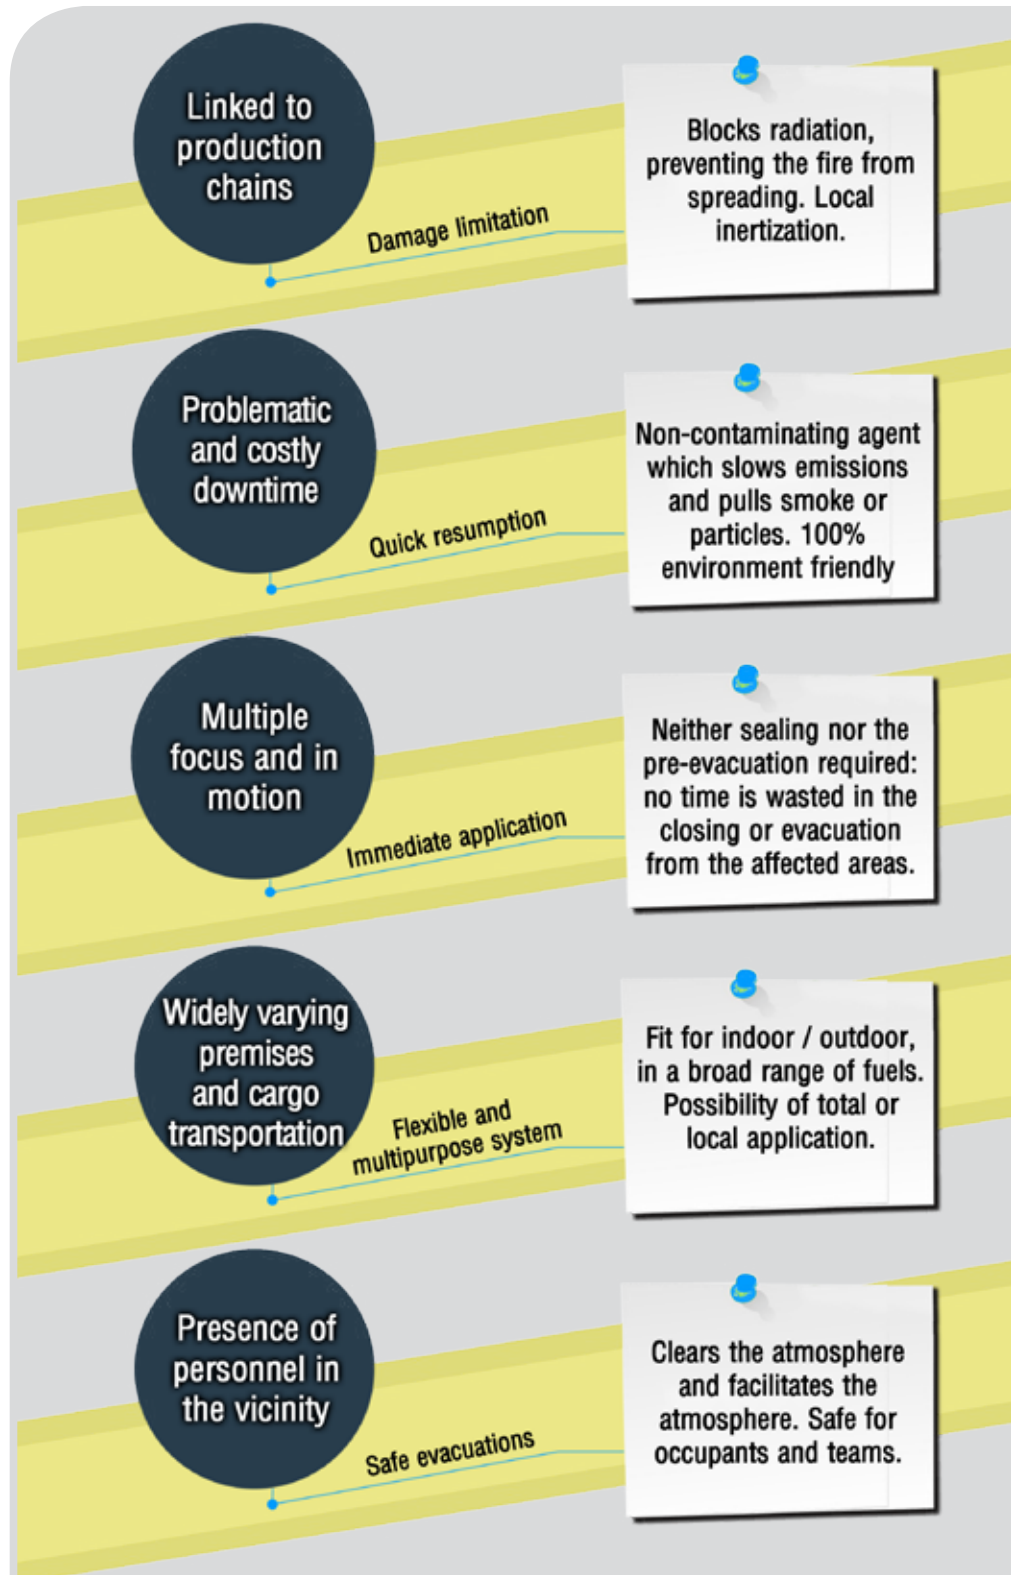 Linked to
production
chains
Damage limitation
Blocks radiation,
preventing the fire from
spreading. Local
inertization.
Problematic
and costly
downtime
Quick resumption
Non-contaminating agent
which slows emissions
and pulls smoke or
particles. 100%
environment friendly
Multiple
focus and in
motion
Immediate application
Neither sealing nor the
pre-evacuation required:
no time is wasted in the
closing or evacuation
from the affected areas.
Widely varying
premises
and cargo
transportation
Flexible and
multipurpose system
Fit for indoor / outdoor,
in a broad range of fuels.
Possibility of total or
local application.
Presence of
personnel in
the vicinity
Safe evacuations
Clears the atmosphere
and facilitates the
atmosphere. Safe for
occupants and teams.